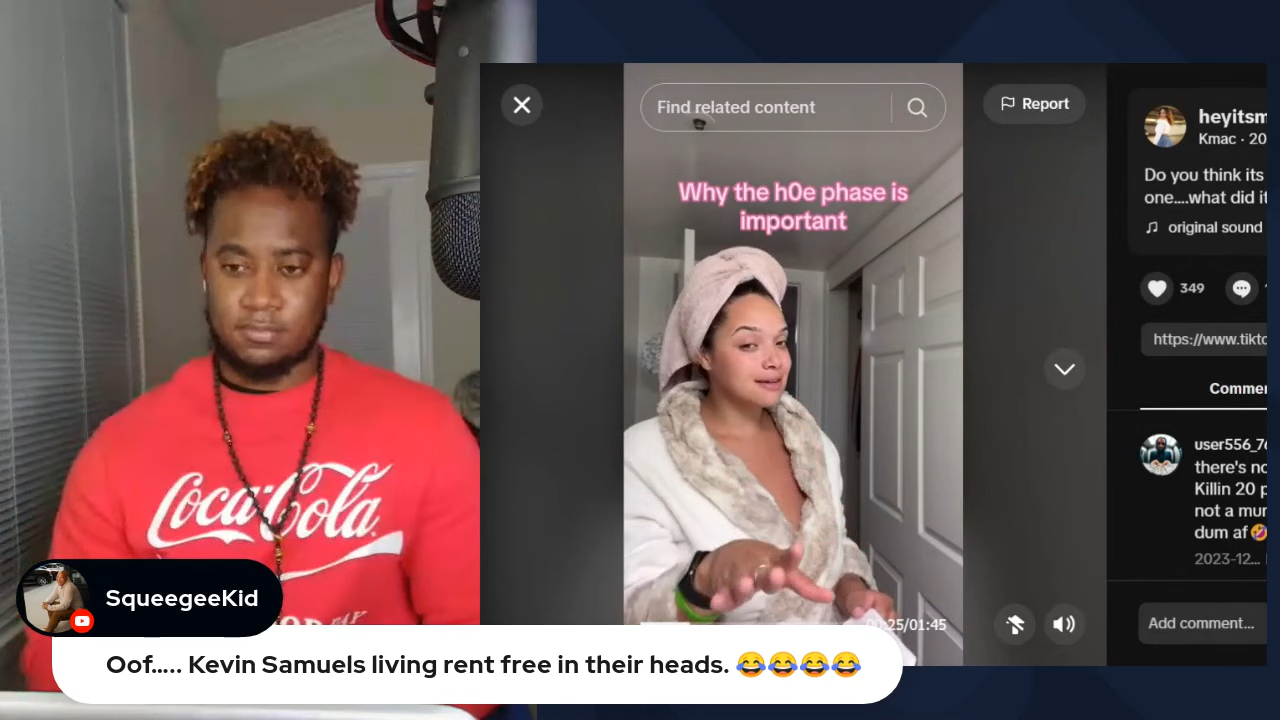 Find related content
Report
Why the h0e phase is
important
heyitsm
Kmac · 20
Do you think its
one....what did it
original sound
349
https://www.tikto
Comme
user556_7
there's no
Killin 20 p
not a mur
dum af 🤣
2023-12...
:25/01:45
Add comment...
Coca-Cola
SqueegeeKid
Oof..... Kevin Samuels living rent free in their heads. 😂😂😂😂